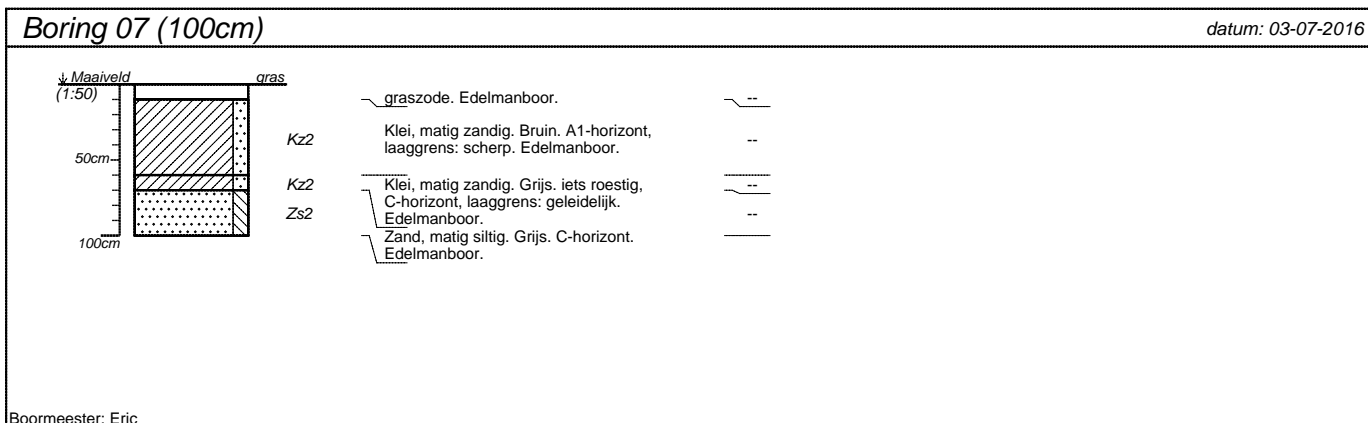 Boring 07 (100cm)
datum: 03-07-2016
Maaiveld
gras
(1:50)
graszode. Edelmanboor.
--
Kz2
Klei, matig zandig. Bruin. A1-horizont,
laaggrens: scherp. Edelmanboor.
--
50cm
Kz2
Klei, matig zandig. Grijs. iets roestig,
C-horizont, laaggrens: geleidelijk.
Edelmanboor.
--
Zs2
Zand, matig siltig. Grijs. C-horizont.
Edelmanboor.
--
100cm
Boormeester: Eric